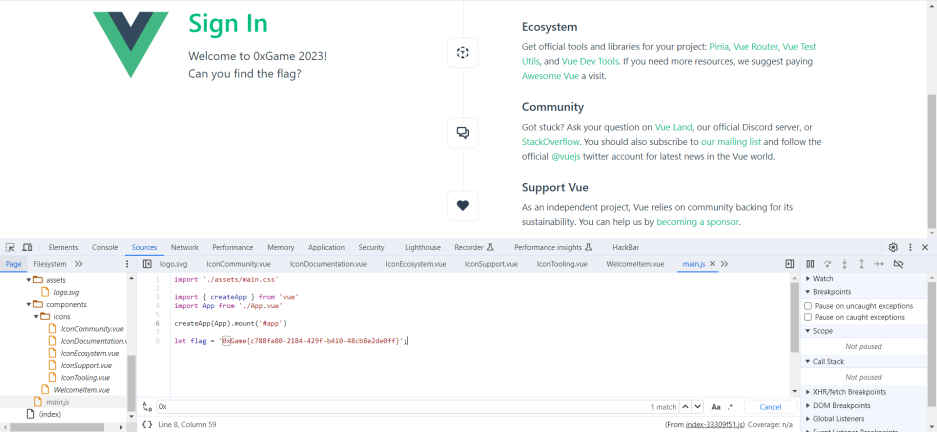 Sign In
Welcome to 0xGame 2023!
Can you find the flag?
Ecosystem
Get official tools and libraries for your project: Pinia, Vue Router, Vue Test
Utils, and Vue Dev Tools. If you need more resources, we suggest paying
Awesome Vue a visit.
Community
Got stuck? Ask your question on Vue Land, our official Discord server, or
StackOverflow. You should also subscribe to our mailing list and follow the
official @vuejs twitter account for latest news in the Vue world.
Support Vue
As an independent project, Vue relies on community backing for its
sustainability. You can help us by becoming a sponsor.
Elements Console Sources Network Performance Memory Application Security Lighthouse Recorder Performance insights HackBar
Page Filesystem
logo.svg IconCommunity.vue IconDocumentation.vue IconEcosystem.vue IconSupport.vue IconTooling.vue WelcomeItem.vue main.js
assets
logo.svg
components
icons
IconCommunity.vue
IconDocumentation.v
IconEcosystem.vue
IconSupport.vue
IconTooling.vue
WelcomeItem.vue
main.js
(index)
1 import './assets/main.css'
2
3 import { createApp } from 'vue'
4 import App from './App.vue'
5
6 createApp(App).mount('#app')
7
8 let flag = '0xGame{c788fa80-2184-429f-b410-48cb8e2de0ff}';
0x
1 match Aa .* Cancel
{} Line 8, Column 59
(From index-33309f51.js) Coverage: n/a
Watch
Breakpoints
Pause on uncaught exceptions
Pause on caught exceptions
Scope
Not paused
Call Stack
Not paused
XHR/fetch Breakpoints
DOM Breakpoints
Global Listeners
Event Listener Breakpoints